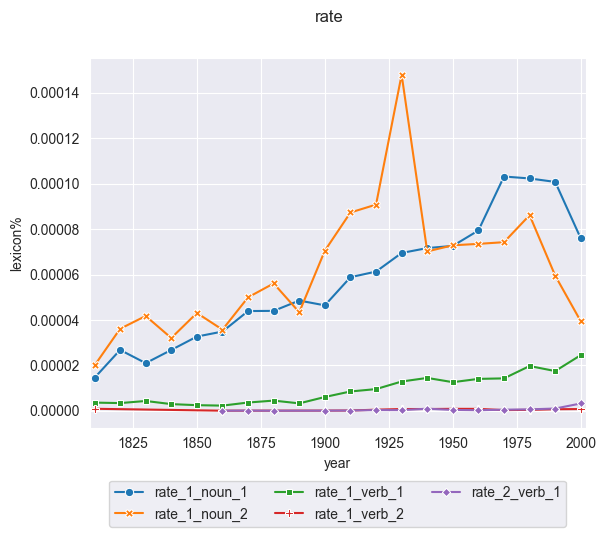 rate
0.00014
0.00012
0.00010
0.00008
0.00006
0.00004
0.00002
0.00000
lexicon%
1825 1850 1875 1900 1925 1950 1975 2000
year
rate_1_noun_1 rate_1_verb_1 rate_2_verb_1
rate_1_noun_2 rate_1_verb_2